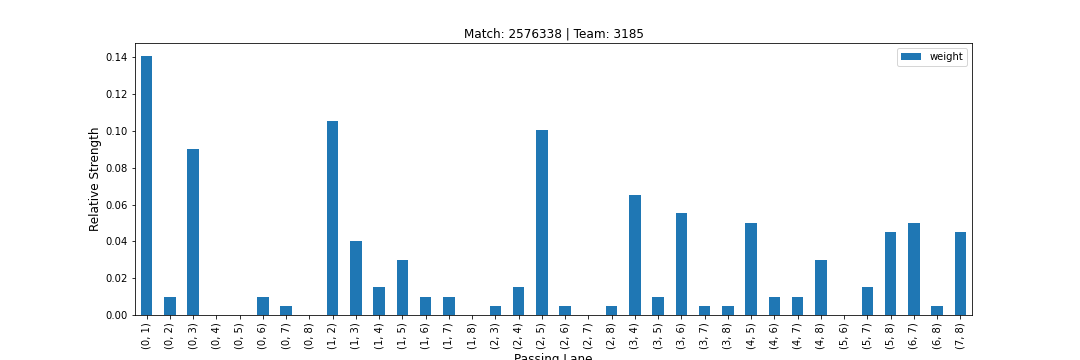 Match: 2576338 | Team: 3185
weight
Relative Strength
0.14
0.12
0.10
0.08
0.06
0.04
0.02
0.00
(0, 1) (0, 2) (0, 3) (0, 4) (0, 5) (0, 6) (0, 7) (0, 8) (1, 2) (1, 3) (1, 4) (1, 5) (1, 6) (1, 7) (1, 8) (2, 3) (2, 4) (2, 5) (2, 6) (2, 7) (2, 8) (3, 4) (3, 5) (3, 6) (3, 7) (3, 8) (4, 5) (4, 6) (4, 7) (4, 8) (5, 6) (5, 7) (5, 8) (6, 7) (6, 8) (7, 8)
Passing Lane